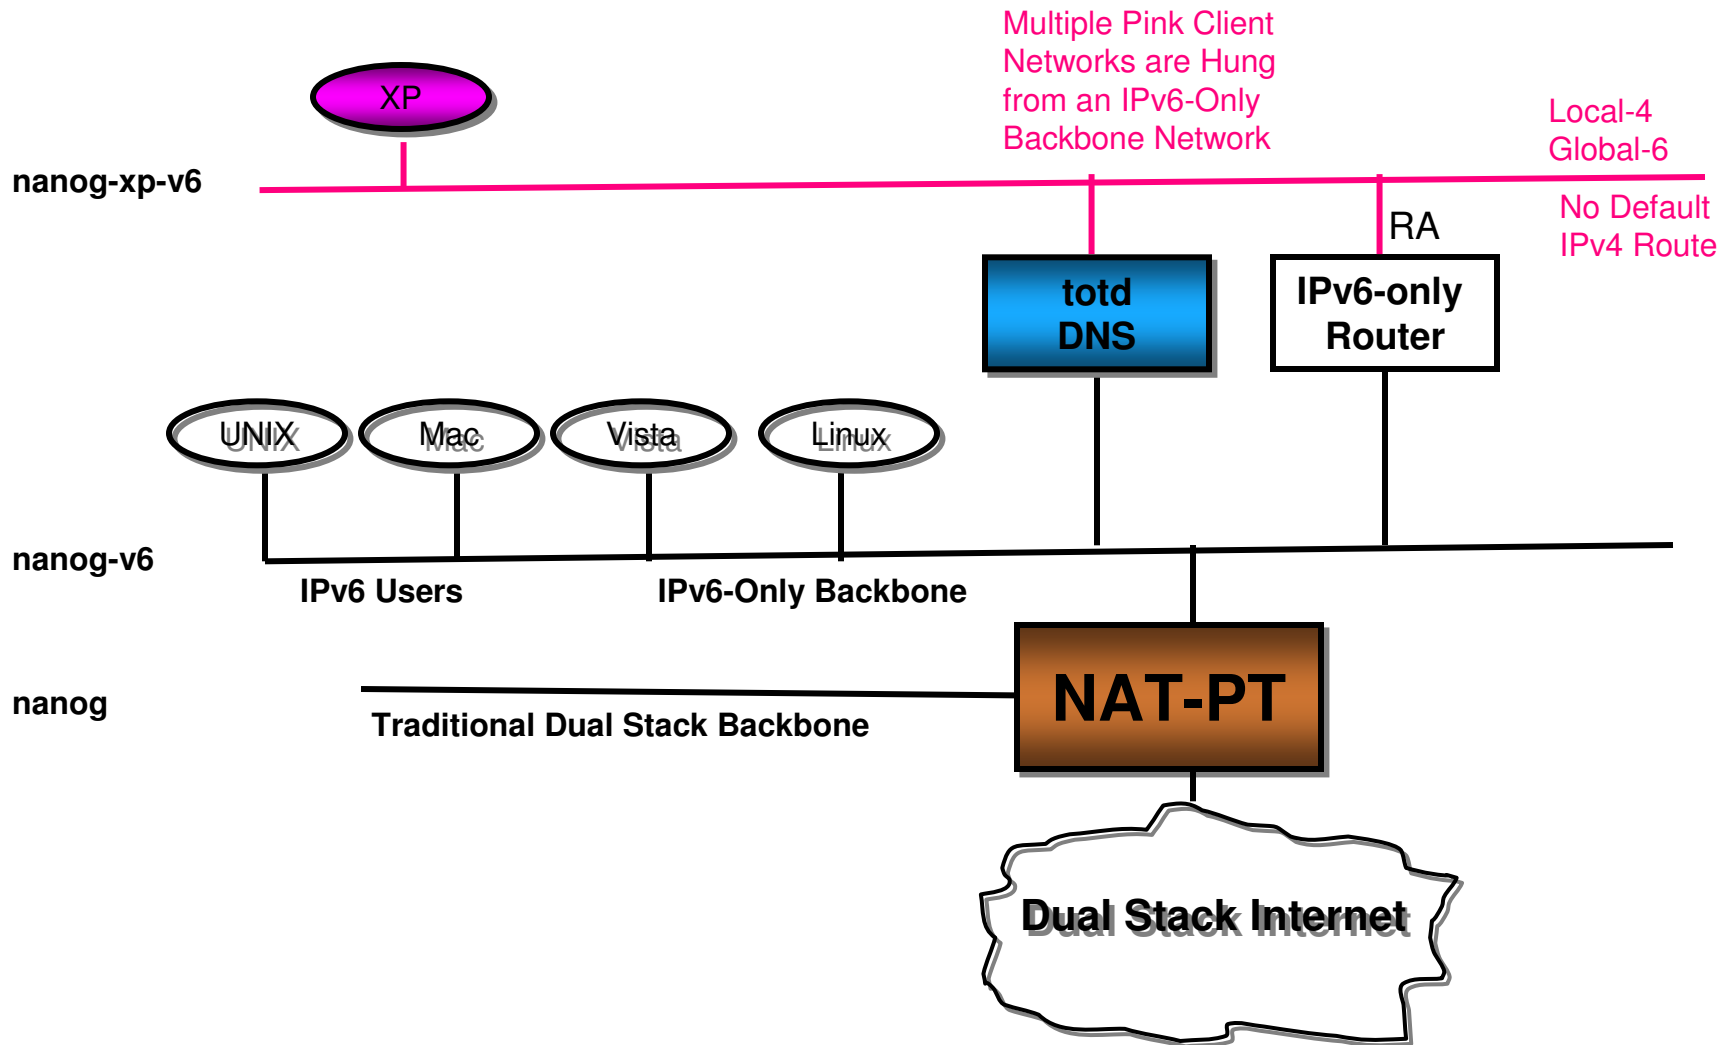 Multiple Pink Client
Networks are Hung
from an IPv6-Only
Backbone Network
XP
Local-4
Global-6
nanog-xp-v6
No Default
IPv4 Route
RA
totd
DNS
IPv6-only
Router
UNIX
Mac
Vista
Linux
nanog-v6
IPv6 Users
IPv6-Only Backbone
nanog
Traditional Dual Stack Backbone
NAT-PT
Dual Stack Internet